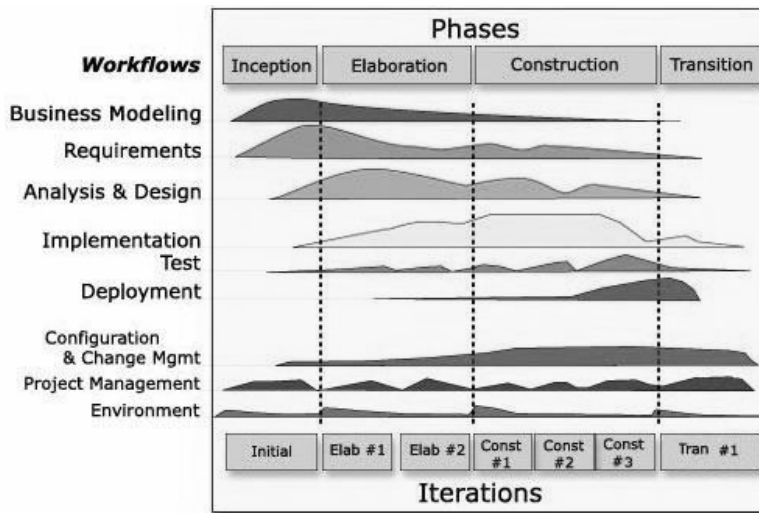 Phases
Workflows
Inception
Elaboration
Construction
Transition
Business Modeling
Requirements
Analysis & Design
Implementation
Test
Deployment
Configuration
& Change Mgmt
Project Management
Environment
Initial
Elab #1
Elab #2
Const
#1
Const
#2
Const
#3
Tran #1
Iterations